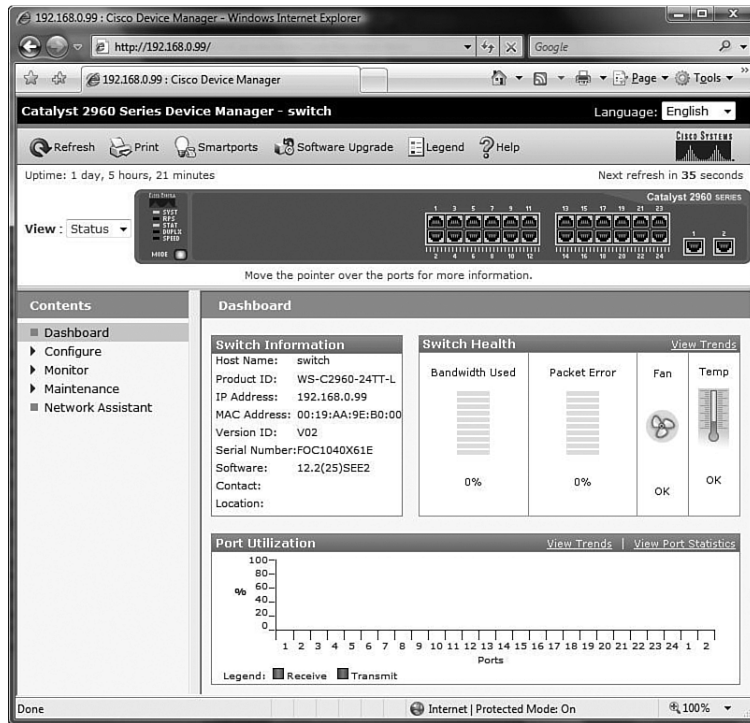 192.168.0.99 : Cisco Device Manager - Windows Internet Explorer
http://192.168.0.99/
Google
192.168.0.99 : Cisco Device Manager
Page
Tools
Catalyst 2960 Series Device Manager - switch
Language: English
Refresh Print Smartports Software Upgrade Legend Help
CISCO SYSTEMS
Uptime: 1 day, 5 hours, 21 minutes
Next refresh in 35 seconds
View : Status
CISCO SYSTEMS
SYST
RPS
STAT
DUPLX
SPEED
MODE
Catalyst 2960 SERIES
1 3 5 7 9 11 13 15 17 19 21 23
1 2
2 4 6 8 10 12 14 16 18 20 22 24
Move the pointer over the ports for more information.
Contents
Dashboard
Configure
Monitor
Maintenance
Network Assistant
Dashboard
Switch Information
Host Name: switch
Product ID: WS-C2960-24TT-L
IP Address: 192.168.0.99
MAC Address: 00:19:AA:9E:B0:00
Version ID: V02
Serial Number:FOC1040X61E
Software: 12.2(25)SEE2
Contact:
Location:
Switch Health
View Trends
Bandwidth Used Packet Error Fan Temp
0% 0% OK OK
Port Utilization
View Trends | View Port Statistics
100
80
60
40
20
0
%
1 2 3 4 5 6 7 8 9 10 11 12 13 14 15 16 17 18 19 20 21 22 23 24 1 2
Ports
Legend: Receive Transmit
Done
Internet | Protected Mode: On
100%